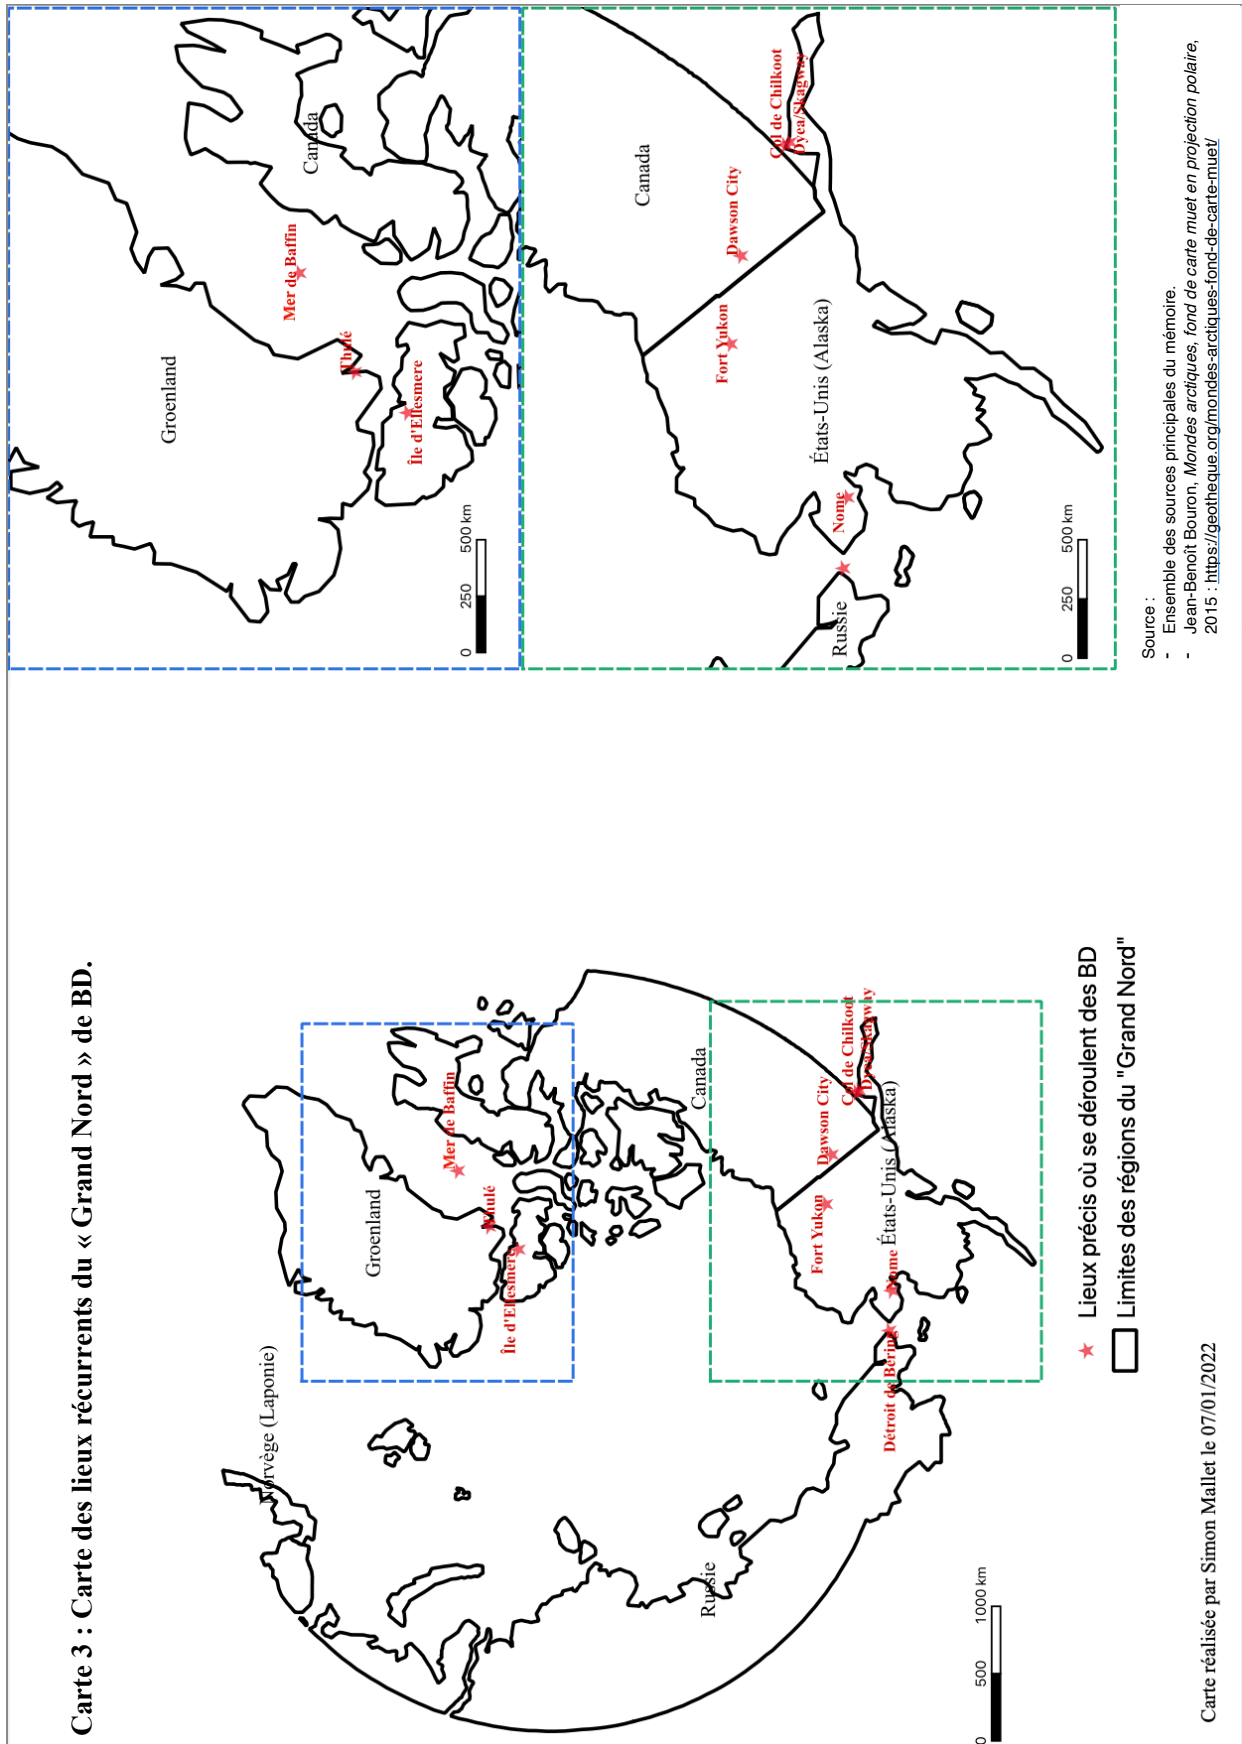 Carte 3 : Carte des lieux récurrents du « Grand Nord » de BD.
Norvège (Laponie)
Groenland
Mer de Baffin
Thulé
Île d'Ellesmere
Canada
Russie
Fort Yukon
Dawson City
Col de Chilkoot
Dyea/Skagway
États-Unis (Alaska)
Nome
Détroit de Bering
0 500 1000 km
Lieux précis où se déroulent des BD
Limites des régions du "Grand Nord"
Carte réalisée par Simon Mallet le 07/01/2022
Groenland
Mer de Baffin
Canada
Thulé
Île d'Ellesmere
0 250 500 km
Canada
Col de Chilkoot
Dyea/Skagway
Dawson City
Fort Yukon
États-Unis (Alaska)
Nome
Russie
0 250 500 km
Source :
- Ensemble des sources principales du mémoire.
- Jean-Benoît Bouron, Mondes arctiques, fond de carte muet en projection polaire,
2015 : https://geotheque.org/mondes-arctiques-fond-de-carte-muet/